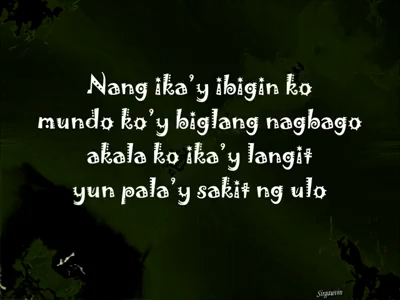 Nang ika'y ibigin ko
mundo ko'y biglang nagbago
akala ko ika'y langit
yun pala'y sakit ng ulo